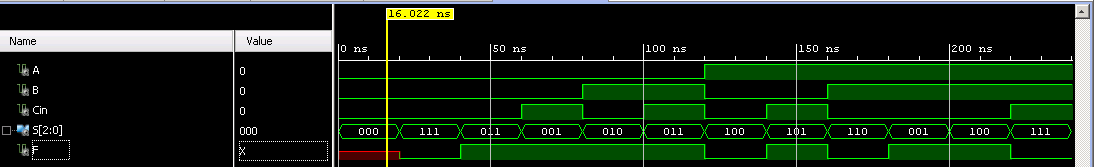 16.022 ns
Name Value
0 ns 50 ns 100 ns 150 ns 200 ns
A 0
B 0
Cin 0
S[2:0] 000 000 111 011 001 010 011 100 101 110 001 100 111
F X